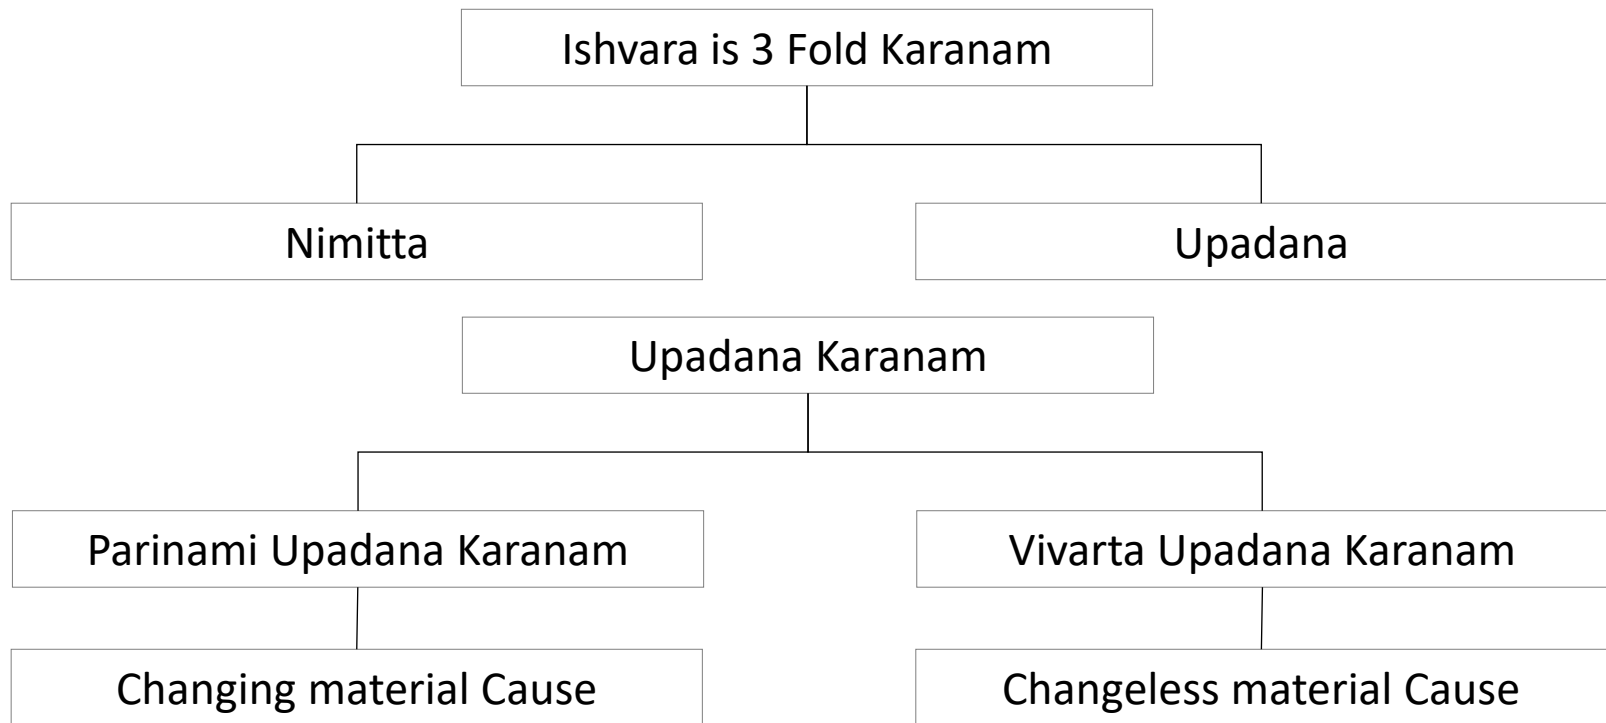 Ishvara is 3 Fold Karanam
Nimitta
Upadana
Upadana Karanam
Parinami Upadana Karanam
Vivarta Upadana Karanam
Changing material Cause
Changeless material Cause